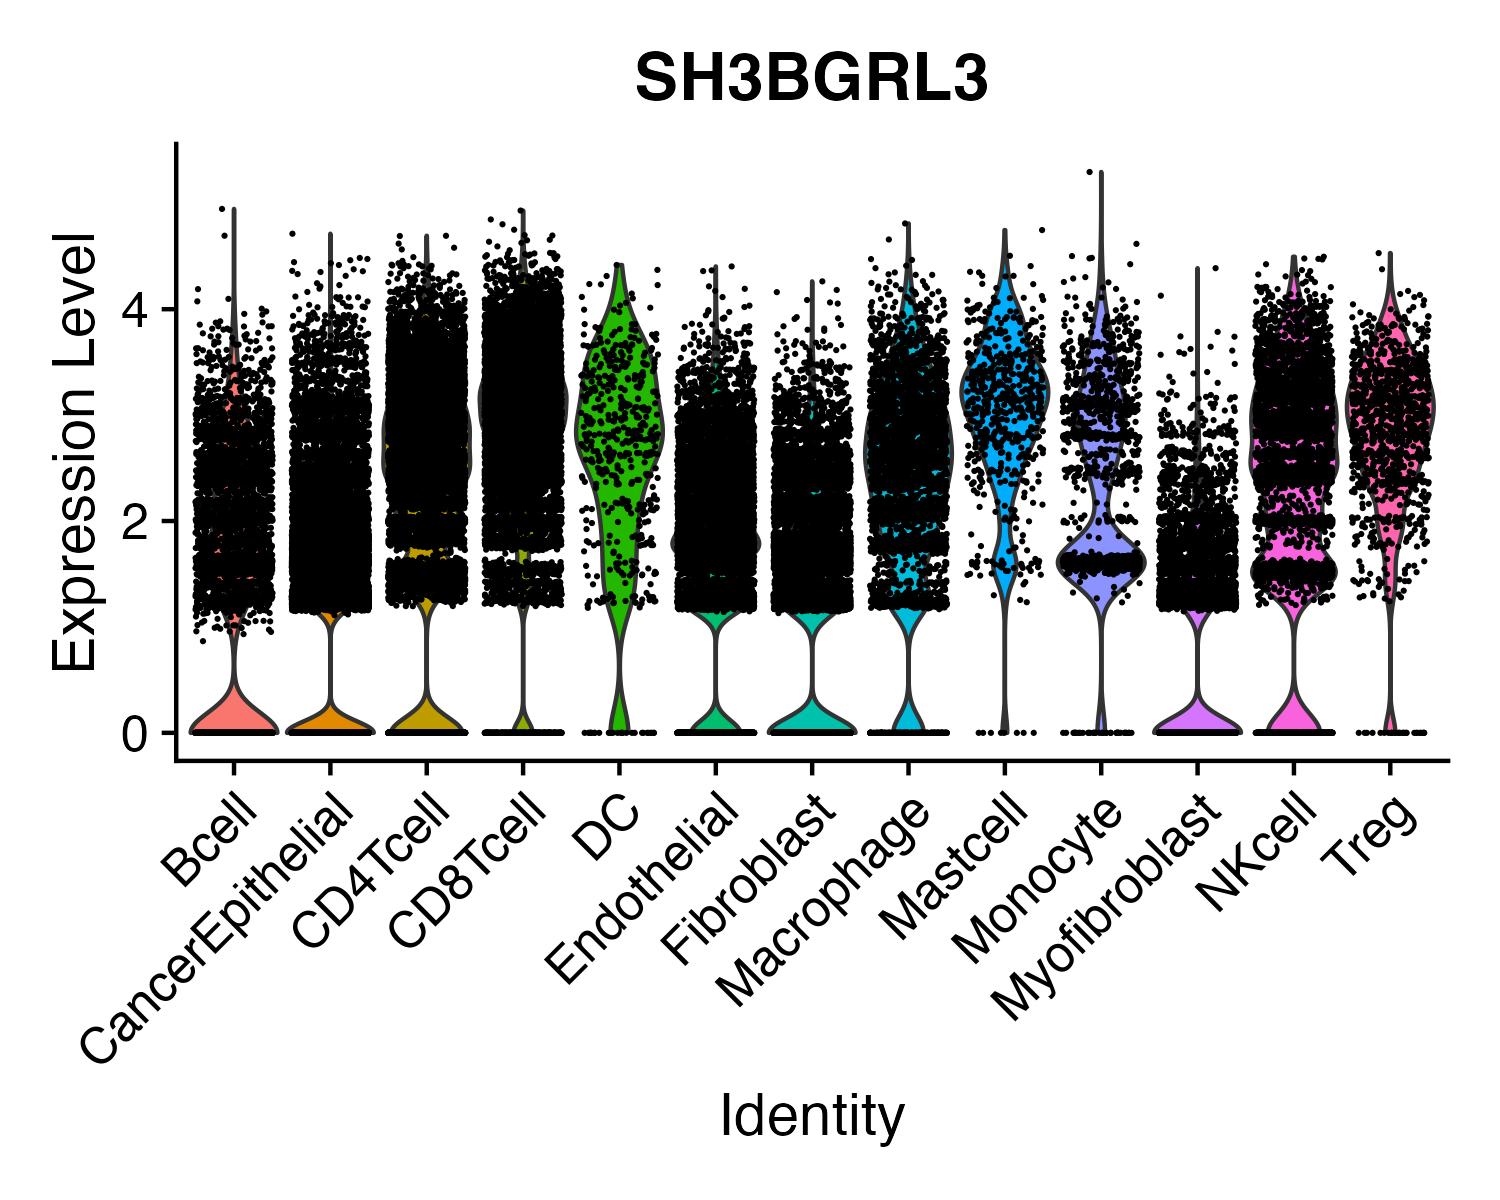 SH3BGRL3
Expression Level
4
2
0
Bcell
CancerEpithelial
CD4Tcell
CD8Tcell
DC
Endothelial
Fibroblast
Macrophage
Mastcell
Monocyte
Myofibroblast
NKcell
Treg
Identity